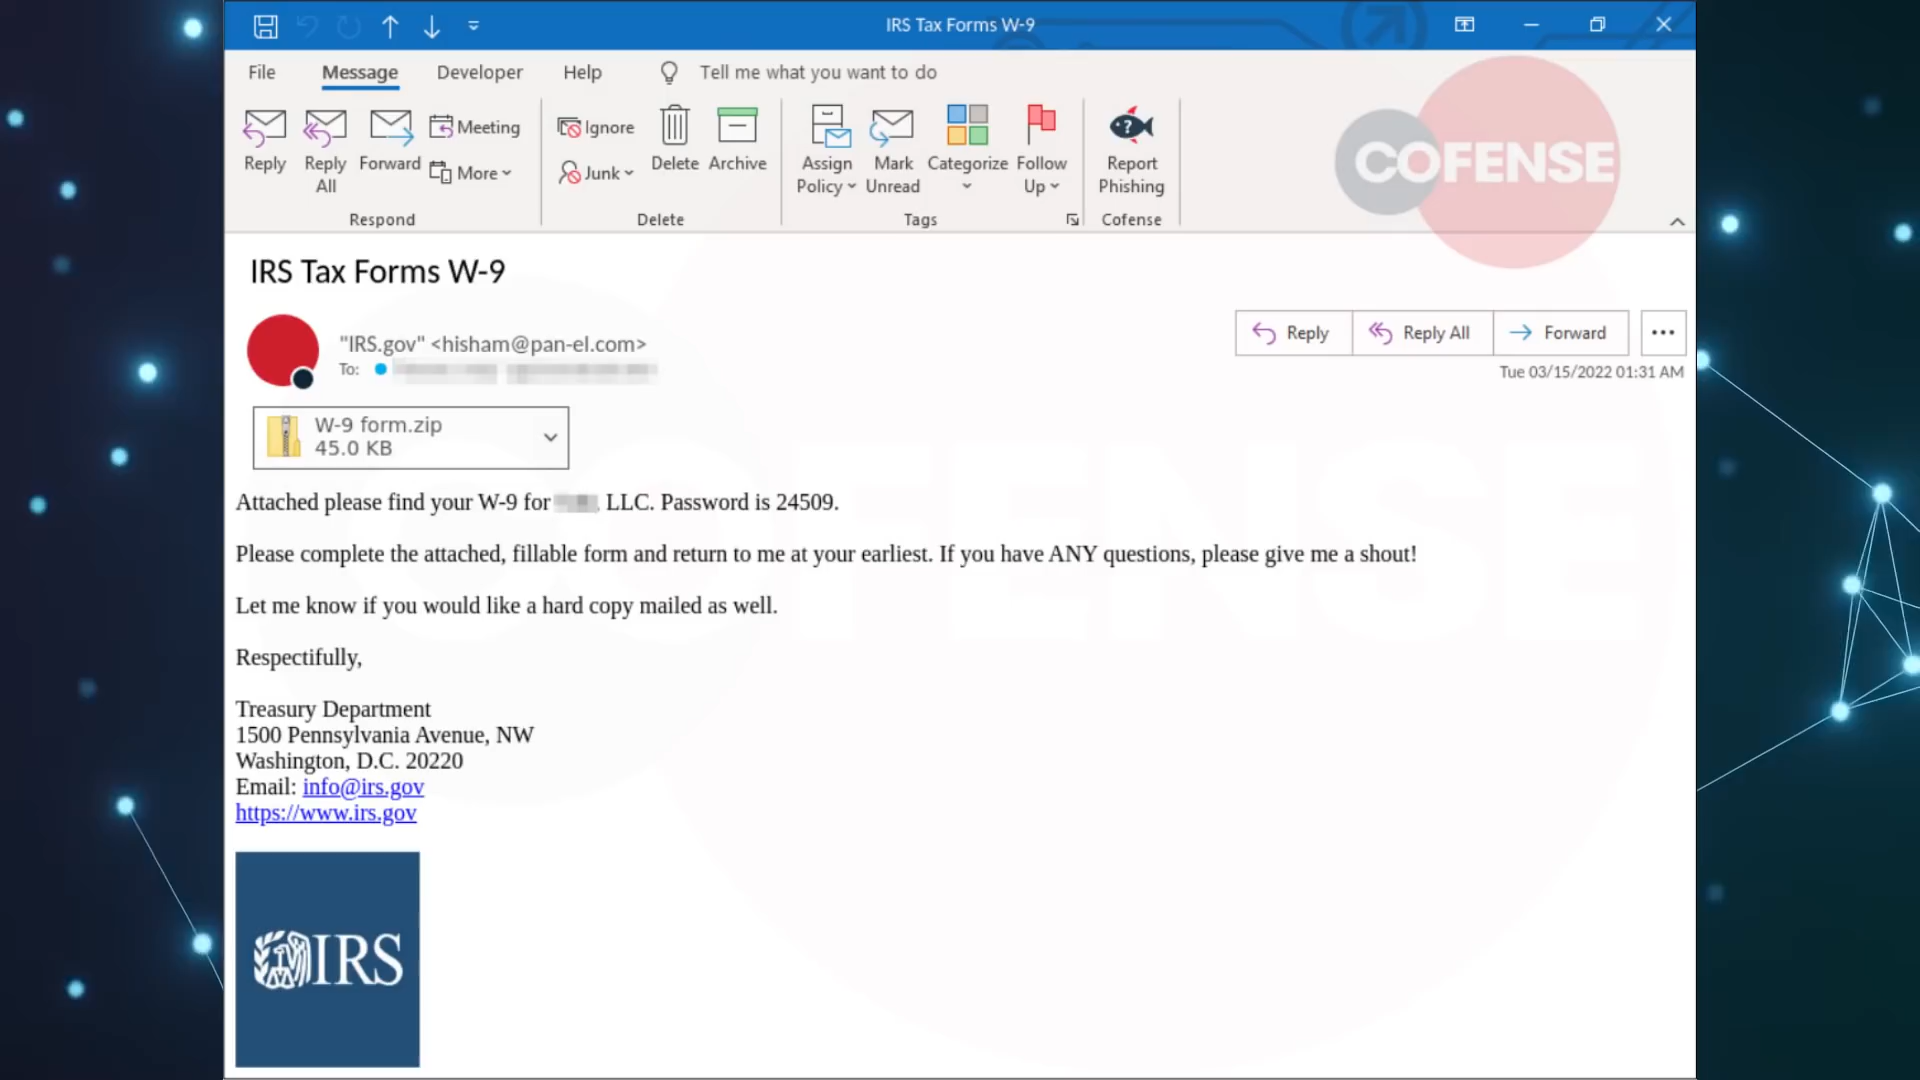 IRS Tax Forms W-9
File Message Developer Help Tell me what you want to do
Reply
Reply All
Forward
Meeting
More
Respond
Ignore
Junk
Delete
Archive
Delete
Assign Policy
Mark Unread
Categorize
Follow Up
Tags
Report Phishing
Cofense
COFENSE
IRS Tax Forms W-9
"IRS.gov" <hisham@pan-el.com>
To:
Reply Reply All Forward
Tue 03/15/2022 01:31 AM
W-9 form.zip
45.0 KB
Attached please find your W-9 for LLC. Password is 24509.
Please complete the attached, fillable form and return to me at your earliest. If you have ANY questions, please give me a shout!
Let me know if you would like a hard copy mailed as well.
Respectifully,
Treasury Department
1500 Pennsylvania Avenue, NW
Washington, D.C. 20220
Email: info@irs.gov
https://www.irs.gov
IRS
COFENSE